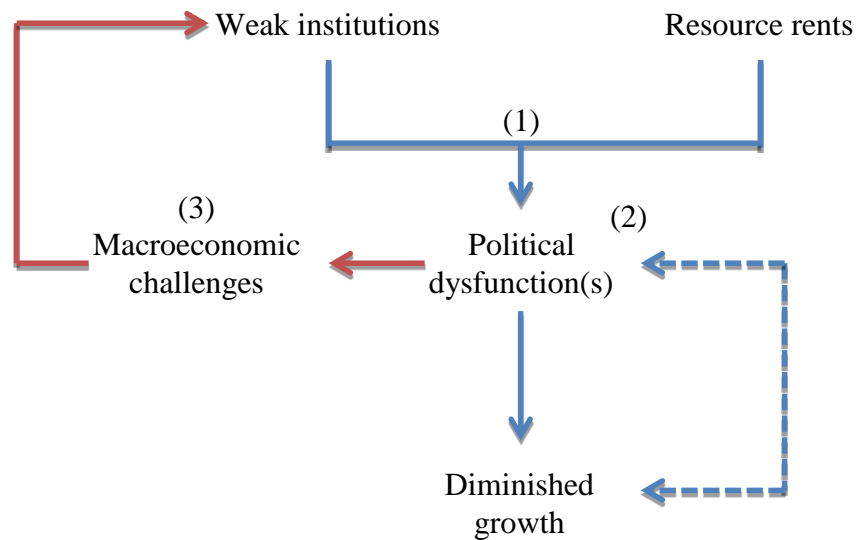 Weak institutions
Resource rents
(1)
(3)
Macroeconomic
challenges
(2)
Political
dysfunction(s)
Diminished
growth